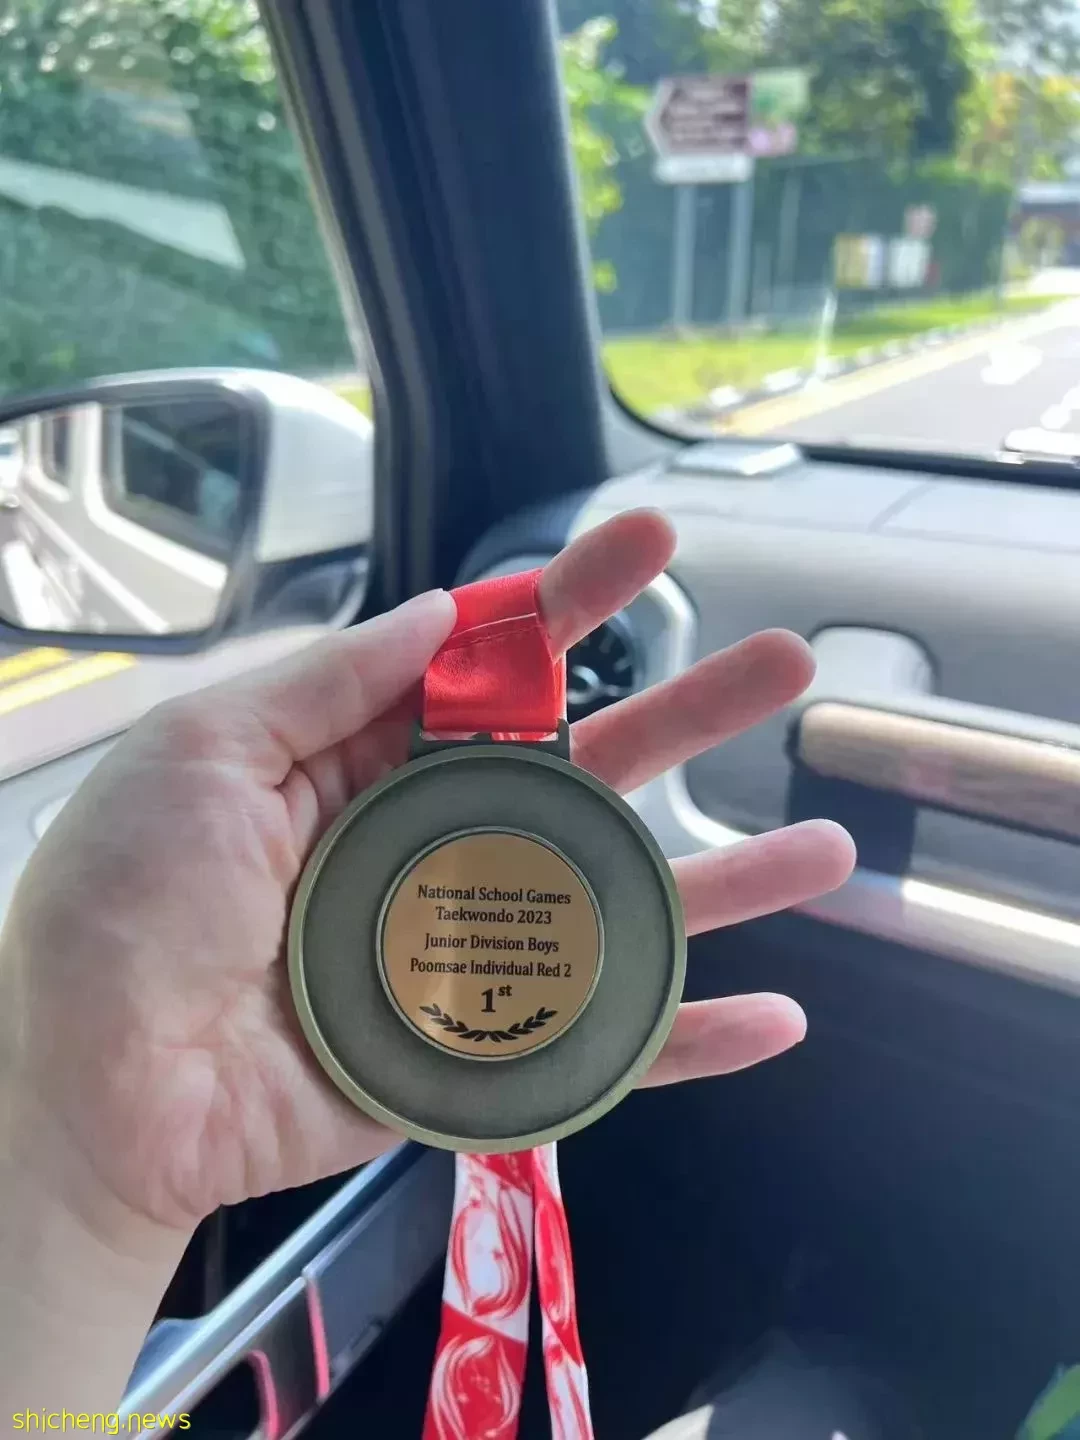 National School Games
Taekwondo 2023
Junior Division Boys
Poomsae Individual Red 2
1st
shicheng.news